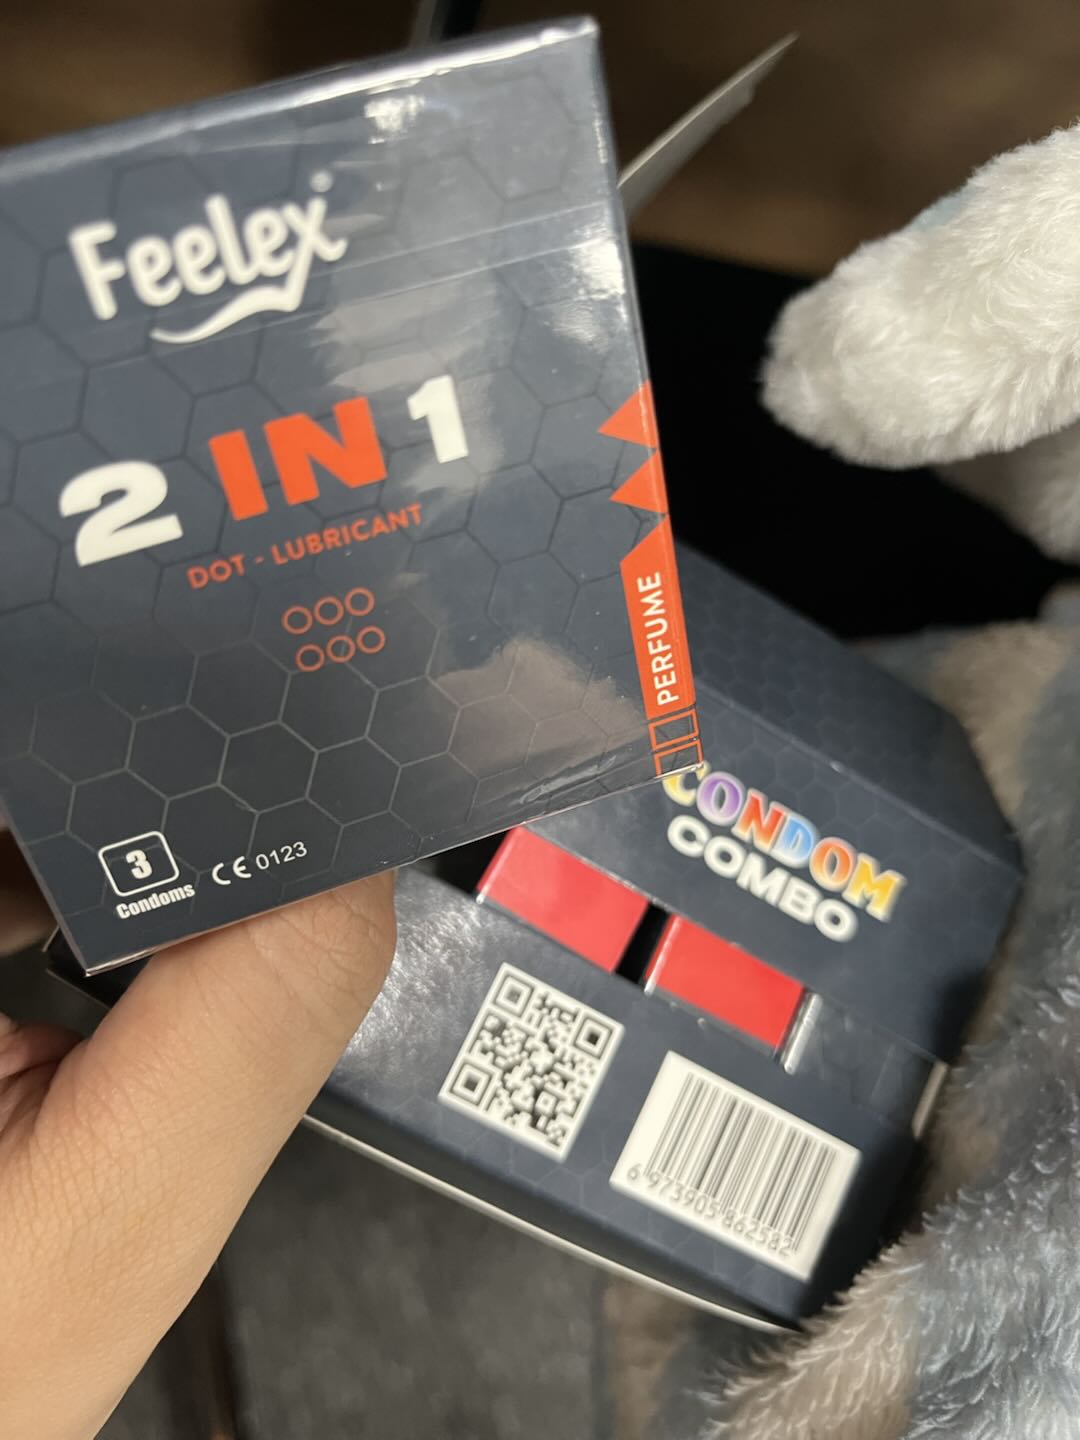 Feelex®
2 IN 1
DOT - LUBRICANT
PERFUME
3
Condoms
CE 0123
CONDOM
COMBO
6 973905 862582